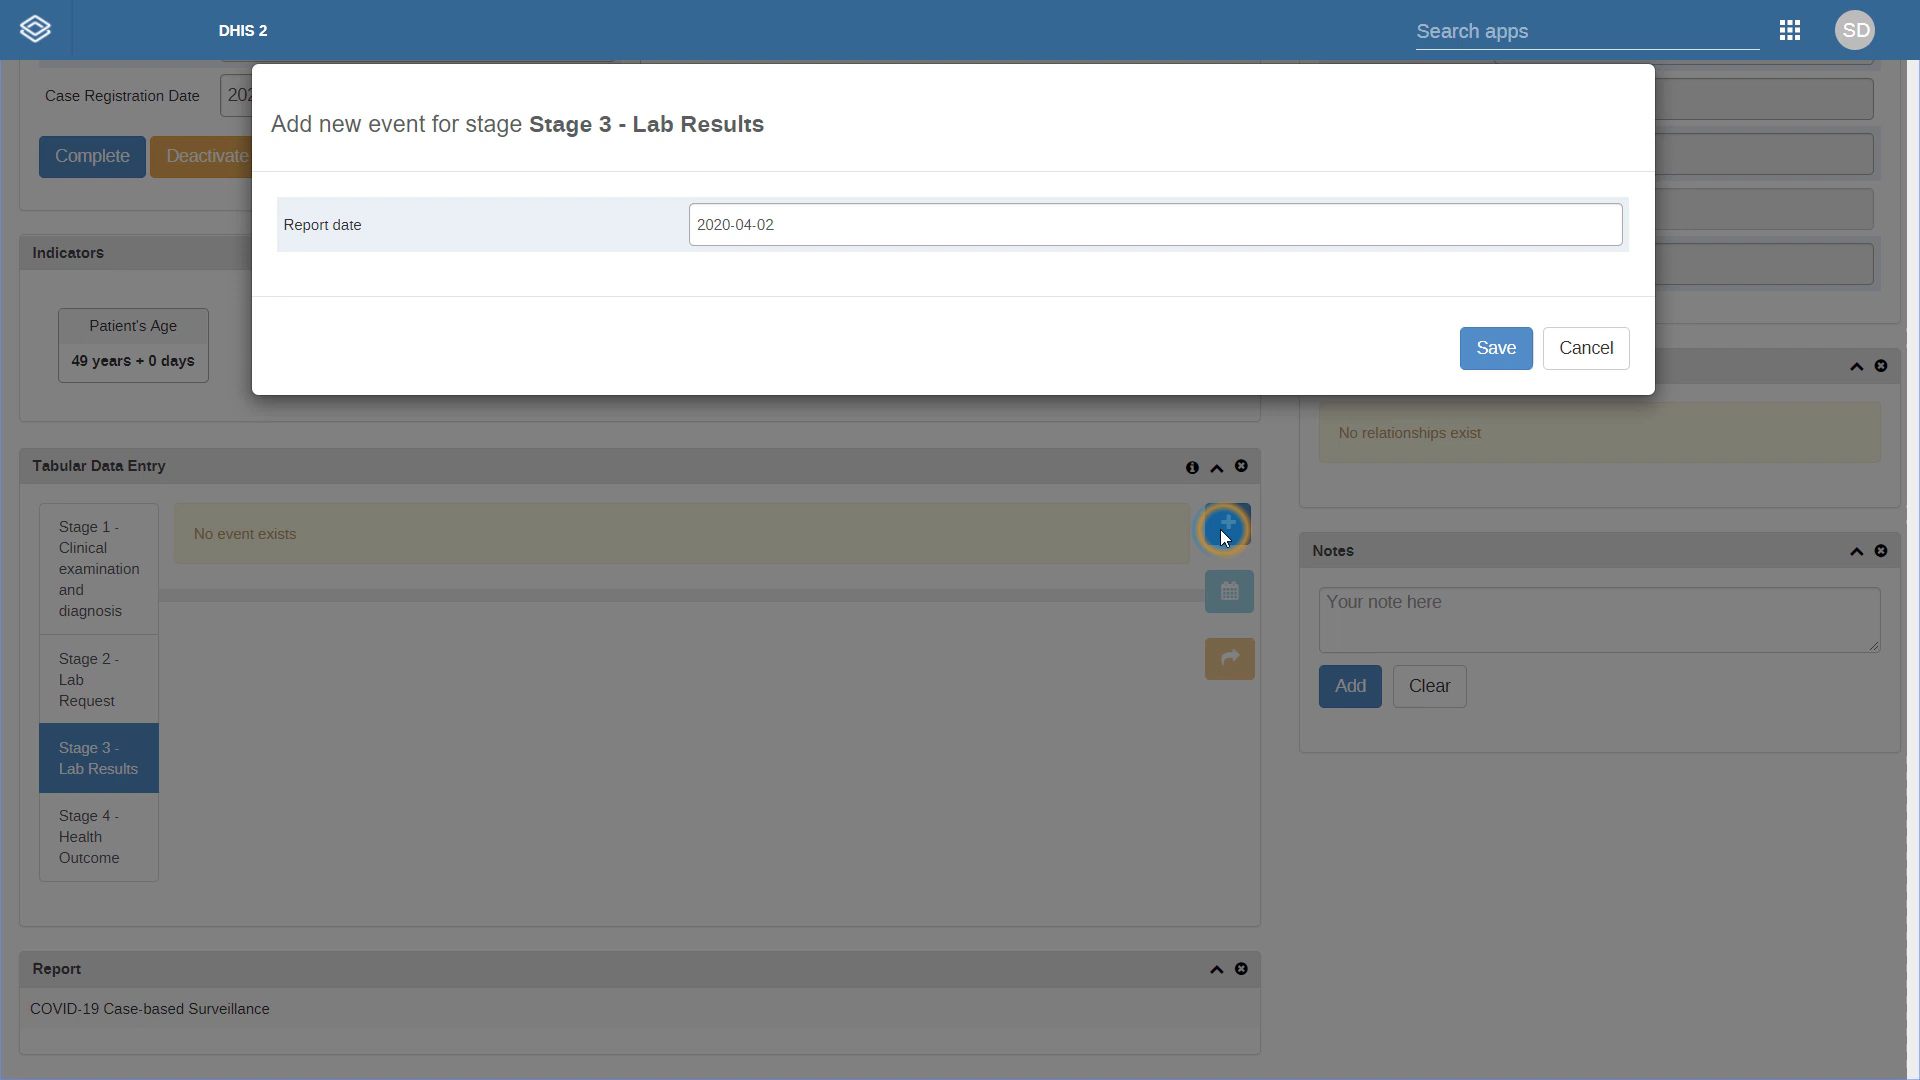 DHIS 2
Search apps
SD
Case Registration Date
202
Complete
Deactivate
Add new event for stage Stage 3 - Lab Results
Report date
2020-04-02
Save
Cancel
Indicators
Patient's Age
49 years + 0 days
No relationships exist
Tabular Data Entry
Stage 1 -
Clinical
examination
and
diagnosis
No event exists
Stage 2 -
Lab
Request
Stage 3 -
Lab Results
Stage 4 -
Health
Outcome
Notes
Your note here
Add
Clear
Report
COVID-19 Case-based Surveillance